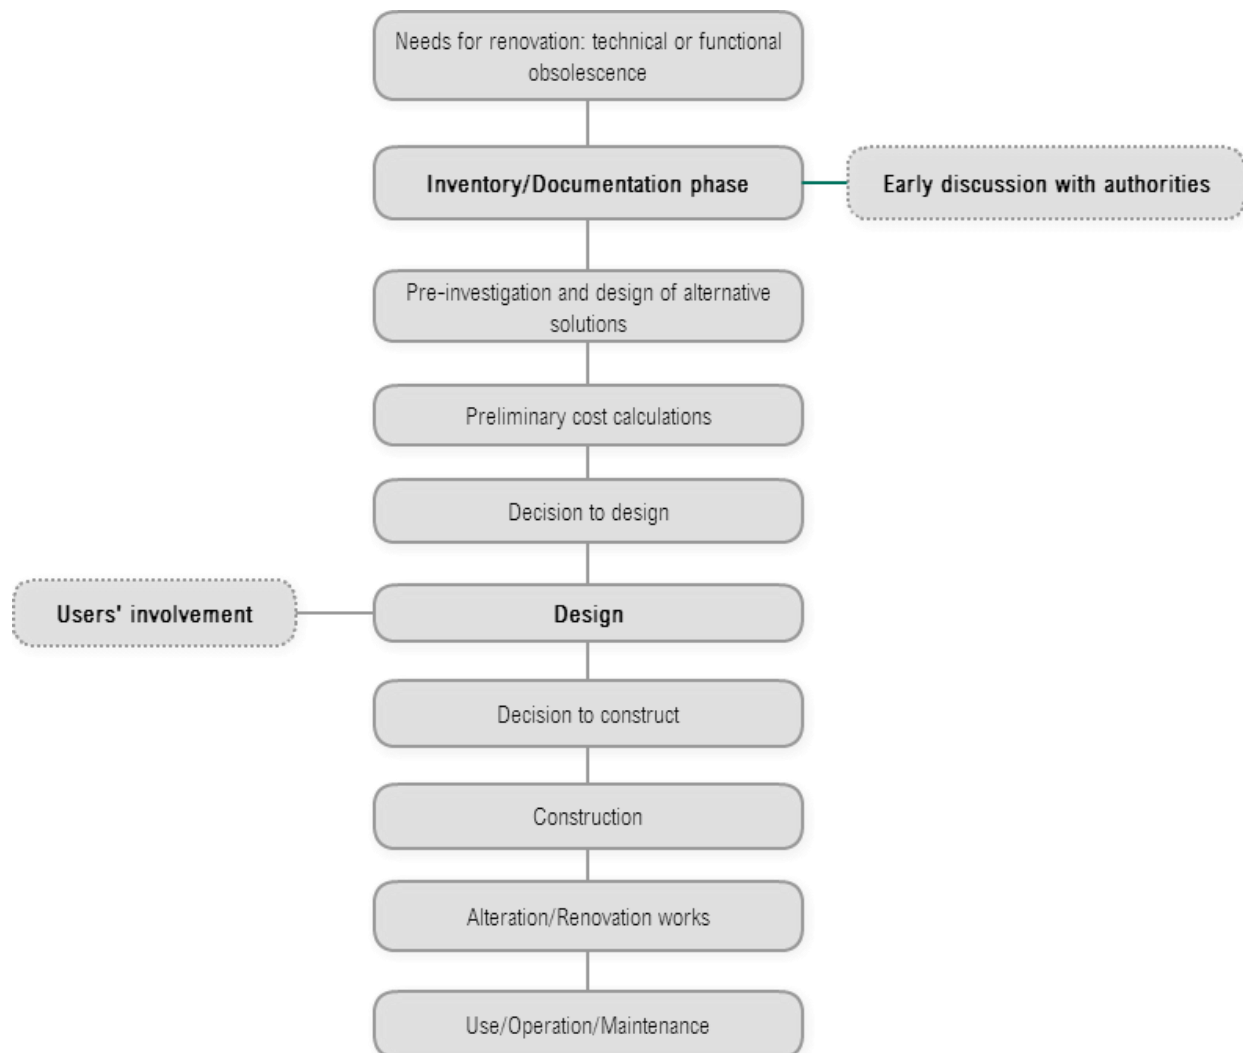 Needs for renovation: technical or functional
obsolescence
Inventory/Documentation phase
Early discussion with authorities
Pre-investigation and design of alternative
solutions
Preliminary cost calculations
Decision to design
Users' involvement
Design
Decision to construct
Construction
Alteration/Renovation works
Use/Operation/Maintenance